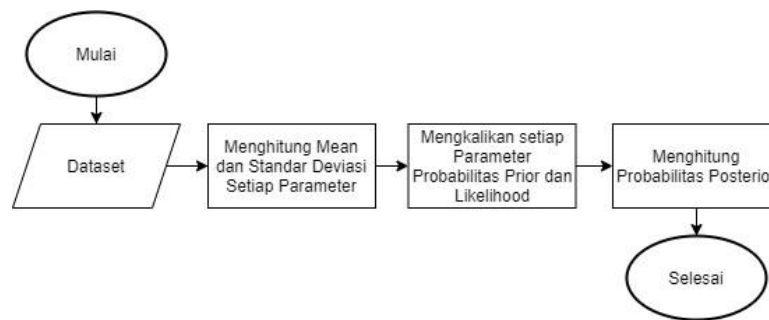 Mulai
Dataset
Menghitung Mean
dan Standar Deviasi
Setiap Parameter
Mengkalikan setiap
Parameter
Probabilitas Prior dan
Likelihood
Menghitung
Probabilitas Posterio
Selesai